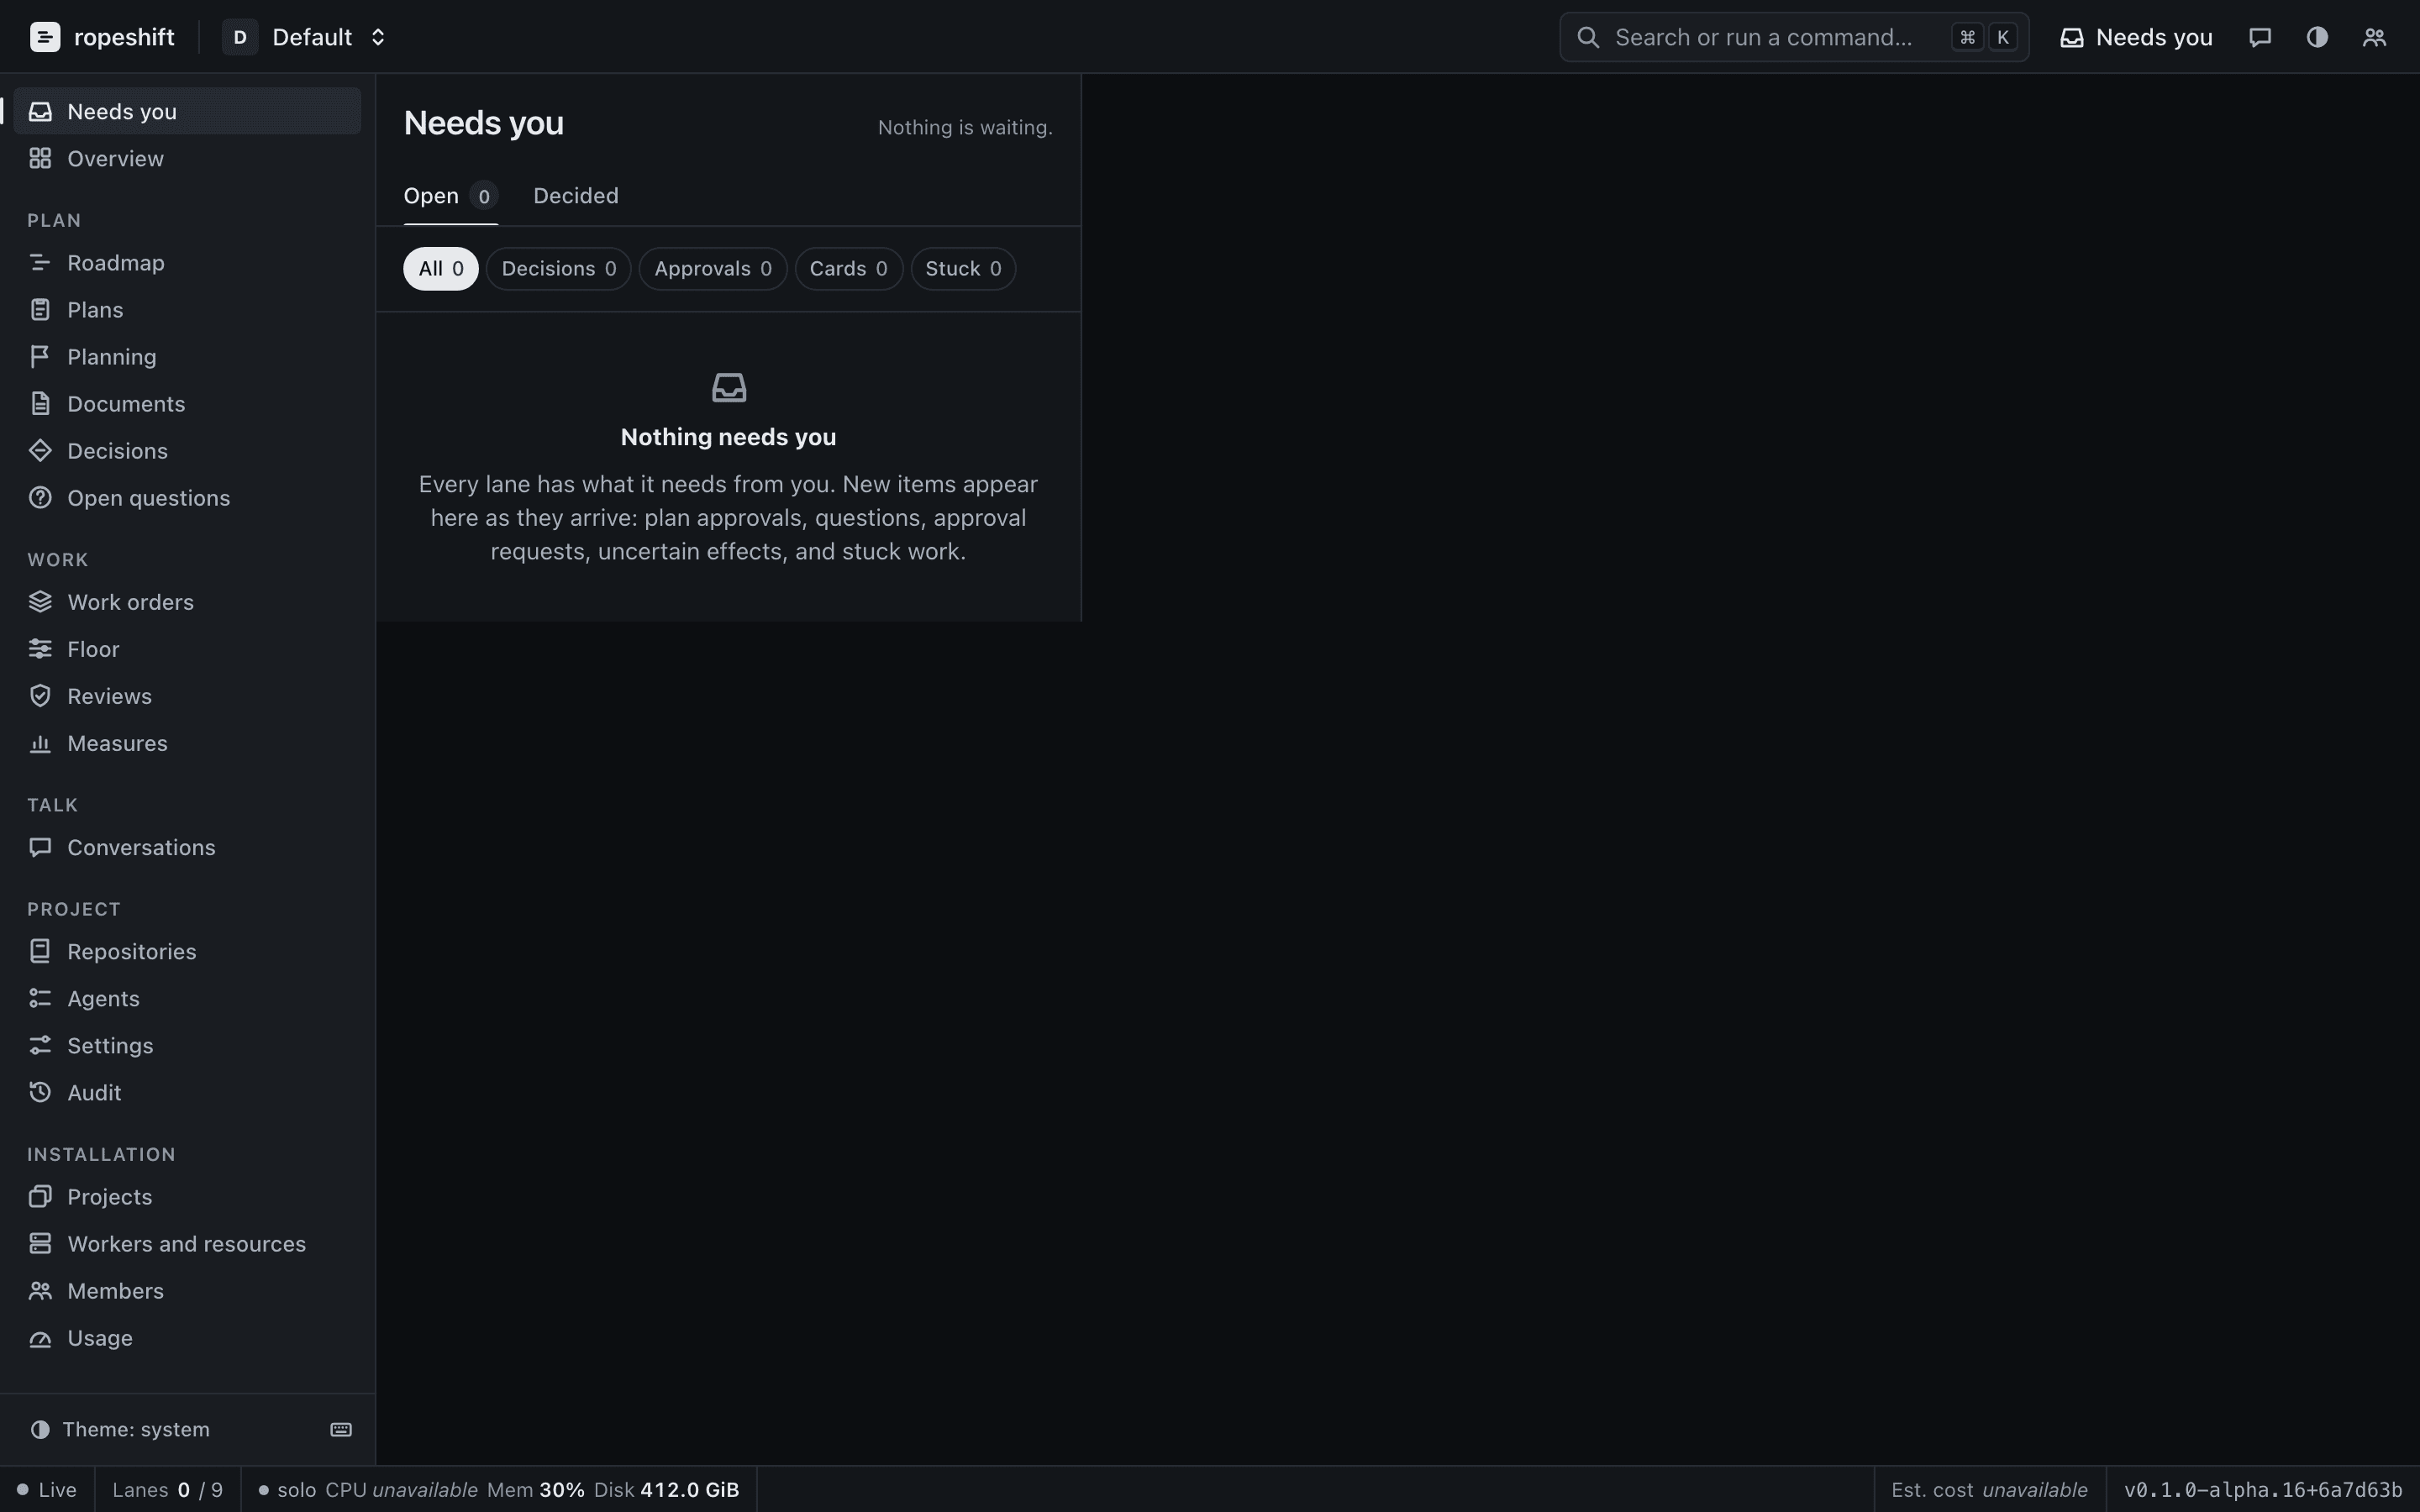 ropeshift
D Default
Search or run a command... ⌘ K
Needs you
Needs you
Overview
PLAN
Roadmap
Plans
Planning
Documents
Decisions
Open questions
WORK
Work orders
Floor
Reviews
Measures
TALK
Conversations
PROJECT
Repositories
Agents
Settings
Audit
INSTALLATION
Projects
Workers and resources
Members
Usage
Theme: system
Needs you
Nothing is waiting.
Open 0 Decided
All 0 Decisions 0 Approvals 0 Cards 0 Stuck 0
Nothing needs you
Every lane has what it needs from you. New items appear
here as they arrive: plan approvals, questions, approval
requests, uncertain effects, and stuck work.
Live Lanes 0 / 9 solo CPU unavailable Mem 30% Disk 412.0 GiB
Est. cost unavailable v0.1.0-alpha.16+6a7d63b